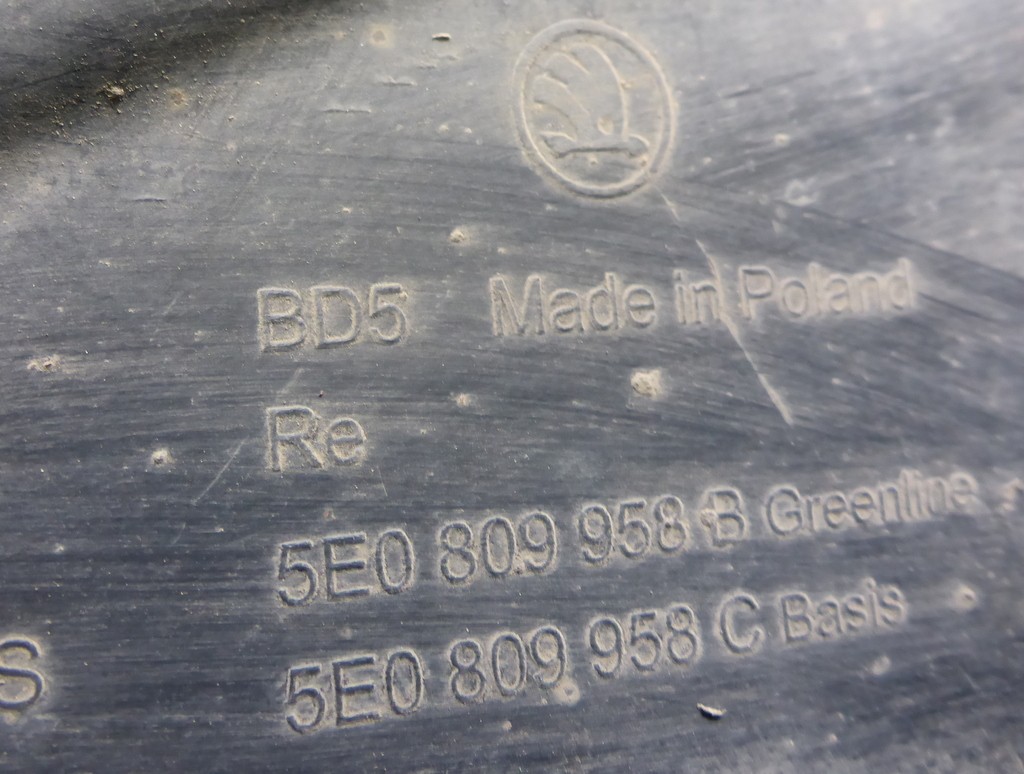 BD5 Made in Poland
Re
5E0 809 958 B Greenline
5E0 809 958 C Basis
S